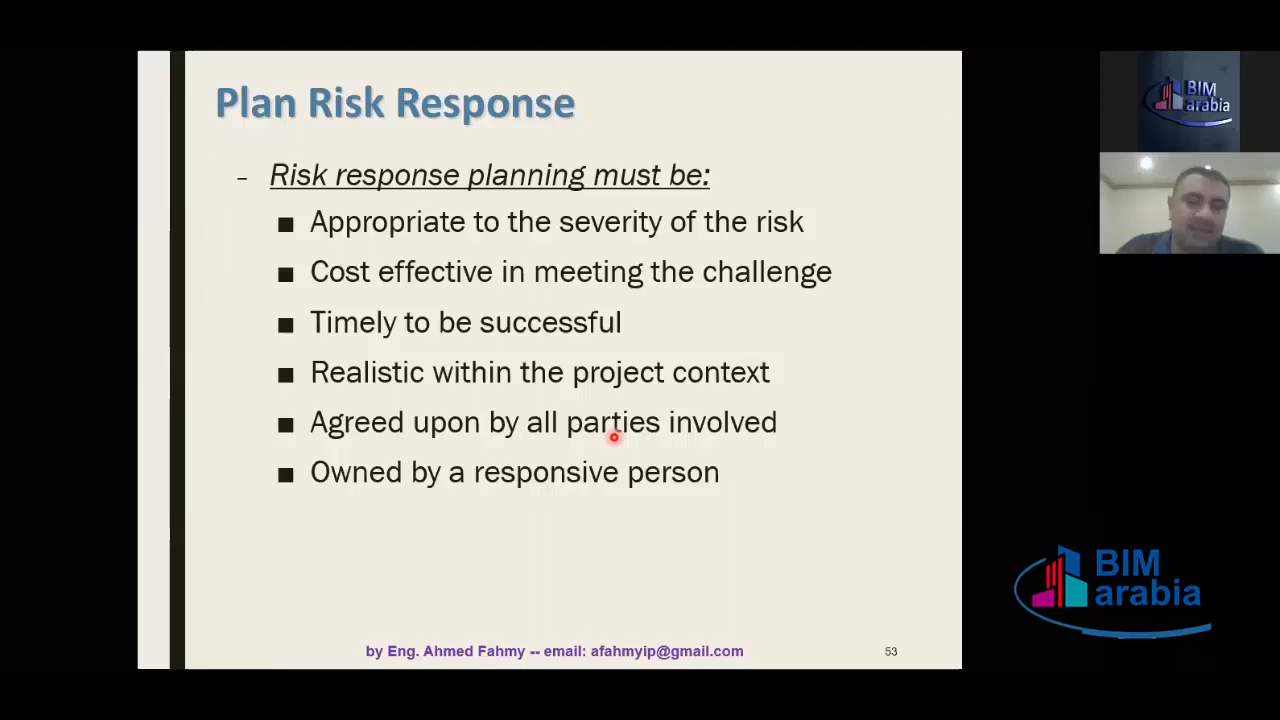 Plan Risk Response
– Risk response planning must be:
■ Appropriate to the severity of the risk
■ Cost effective in meeting the challenge
■ Timely to be successful
■ Realistic within the project context
■ Agreed upon by all parties involved
■ Owned by a responsive person
by Eng. Ahmed Fahmy -- email: afahmyip@gmail.com
53
BIM
arabia
BIM
arabia